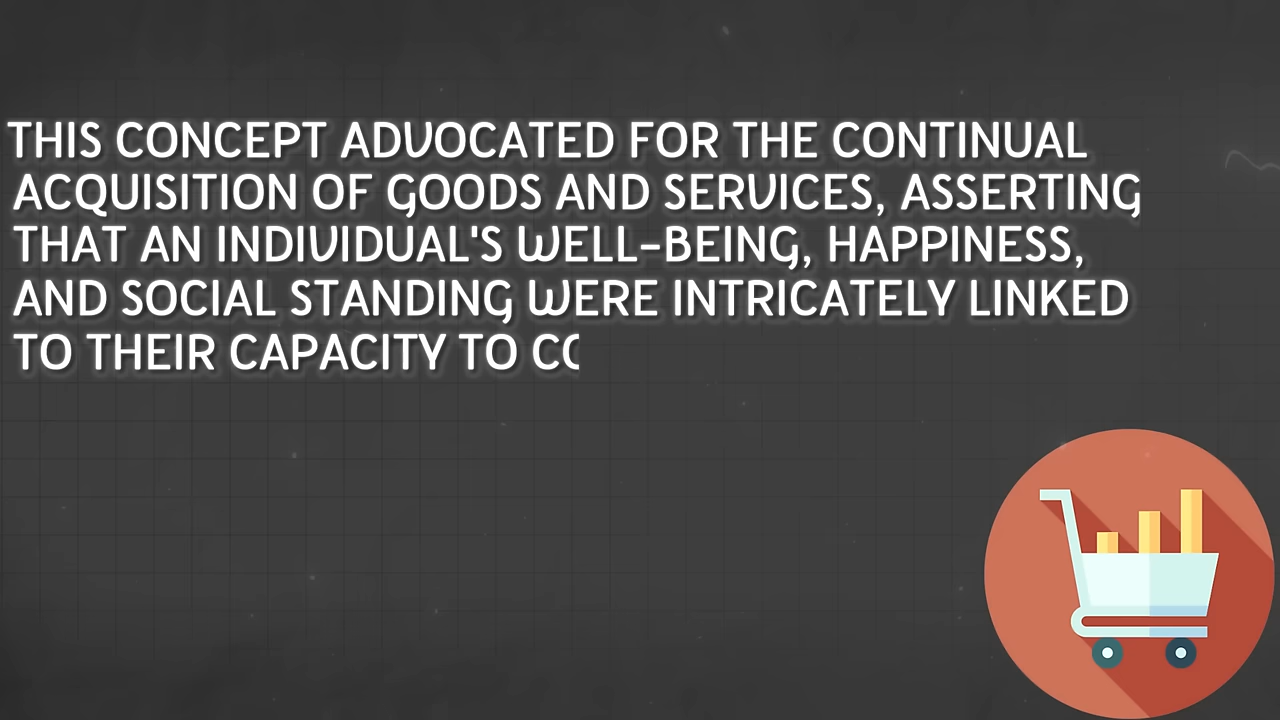 THIS CONCEPT ADVOCATED FOR THE CONTINUAL
ACQUISITION OF GOODS AND SERVICES, ASSERTING
THAT AN INDIVIDUAL'S WELL-BEING, HAPPINESS,
AND SOCIAL STANDING WERE INTRICATELY LINKED
TO THEIR CAPACITY TO